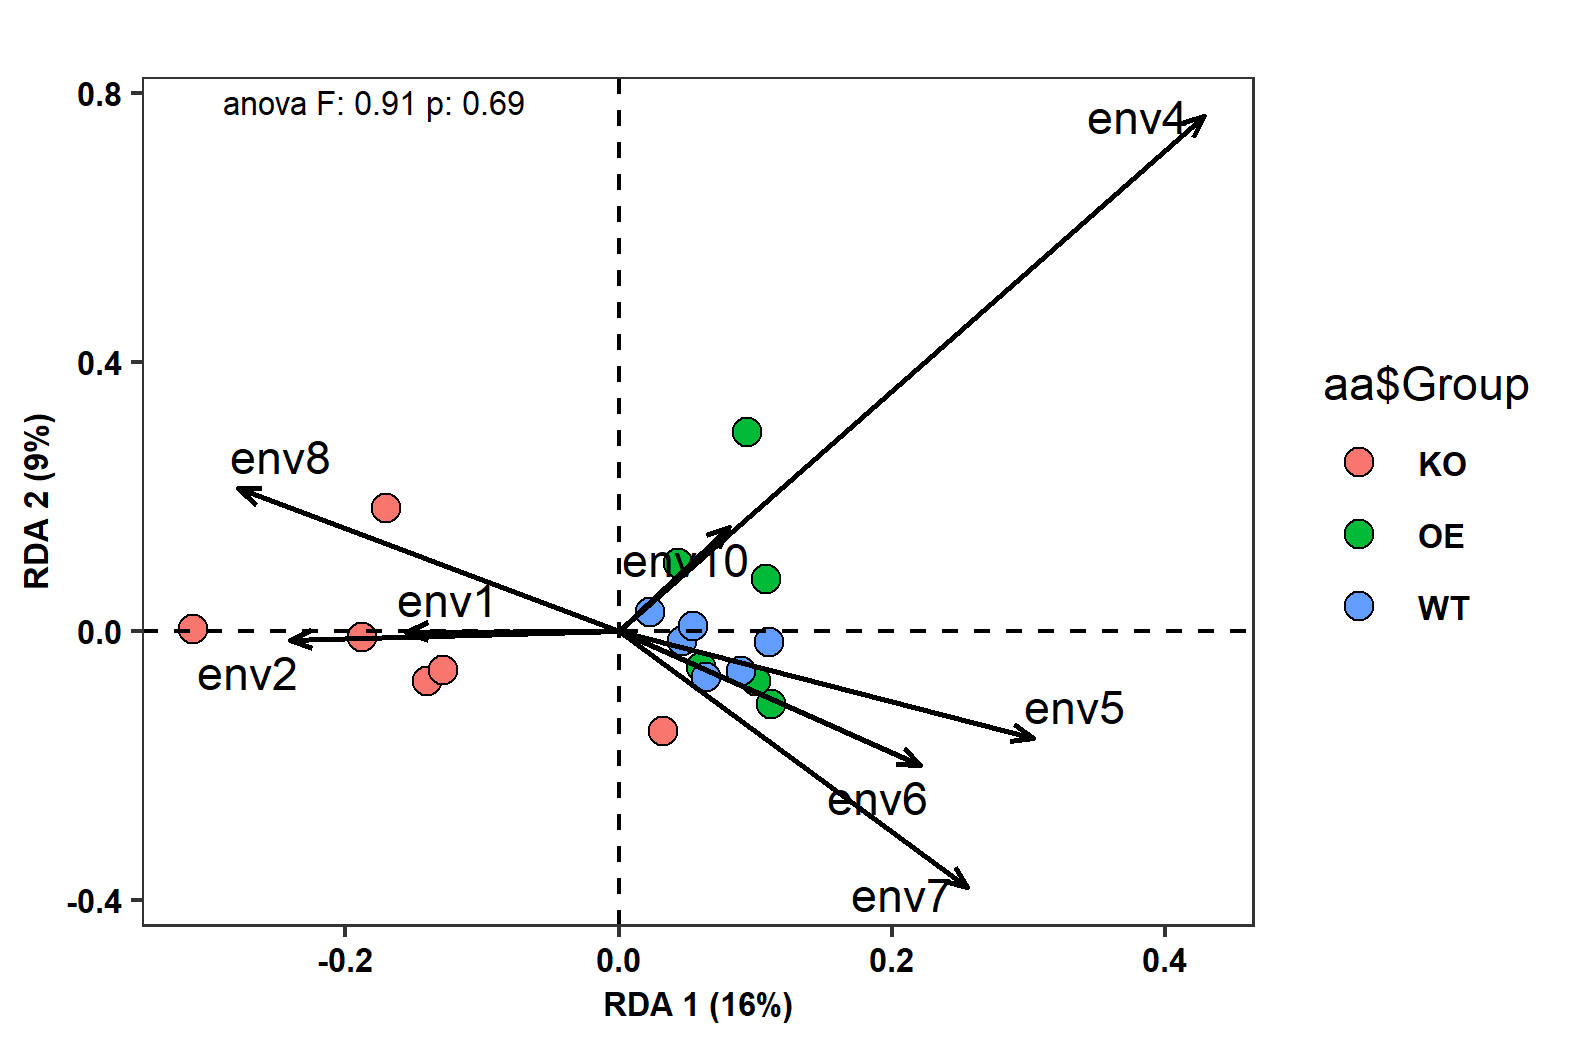 anova F: 0.91 p: 0.69
0.8
0.4
0.0
-0.4
RDA 2 (9%)
env4
env8
env10
env1
env2
env5
env6
env7
-0.2
0.0
0.2
0.4
RDA 1 (16%)
aa$Group
KO
OE
WT